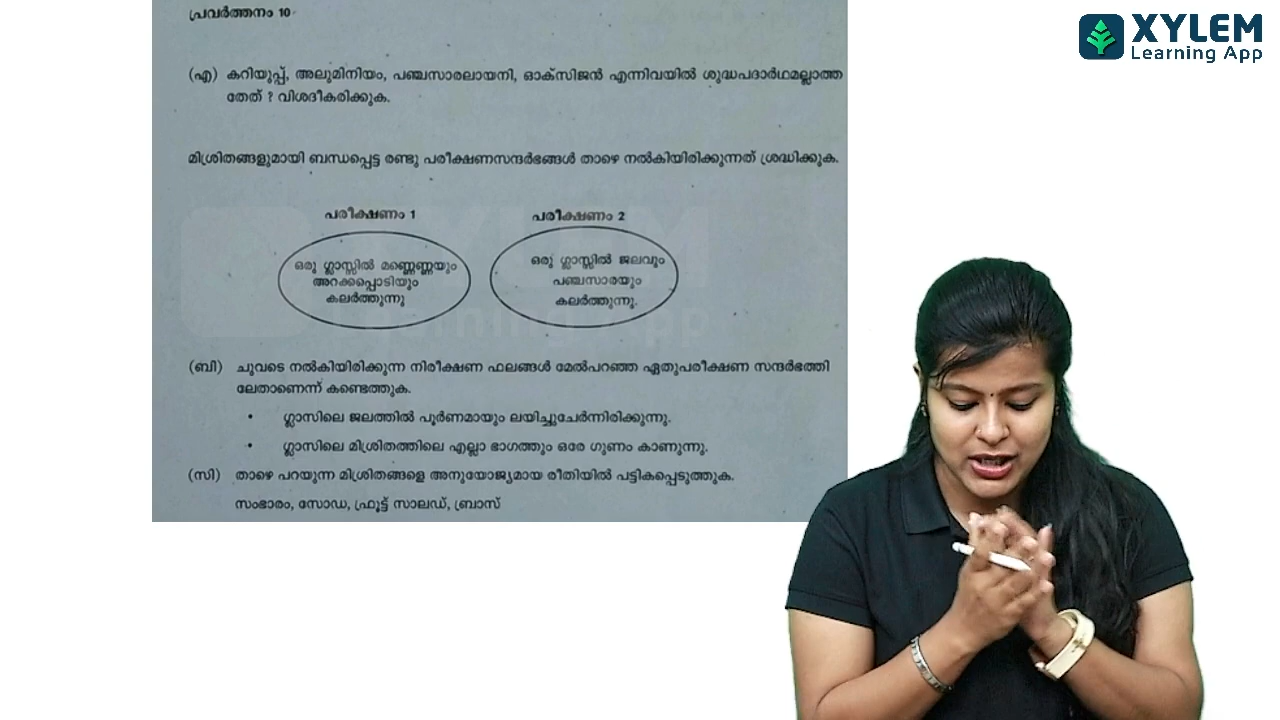 പ്രവർത്തനം 10
XYLEM
Learning App
(എ) കറിയുപ്പ്, അലുമിനിയം, പഞ്ചസാരലായനി, ഓക്സിജൻ എന്നിവയിൽ ശുദ്ധപദാർഥമല്ലാത്ത
തേത് ? വിശദീകരിക്കുക.
മിശ്രിതങ്ങളുമായി ബന്ധപ്പെട്ട രണ്ടു പരീക്ഷണസന്ദർഭങ്ങൾ താഴെ നൽകിയിരിക്കുന്നത് ശ്രദ്ധിക്കുക.
പരീക്ഷണം 1
ഒരു ഗ്ലാസ്സിൽ മണ്ണെണ്ണയും
അറക്കപ്പൊടിയും
കലർത്തുന്നു
പരീക്ഷണം 2
ഒരു ഗ്ലാസ്സിൽ ജലവും
പഞ്ചസാരയും
കലർത്തുന്നു.
(ബി) ചുവടെ നൽകിയിരിക്കുന്ന നിരീക്ഷണ ഫലങ്ങൾ മേൽപറഞ്ഞ ഏതുപരീക്ഷണ സന്ദർഭത്തി
ലേതാണെന്ന് കണ്ടെത്തുക.
• ഗ്ലാസിലെ ജലത്തിൽ പൂർണമായും ലയിച്ചുചേർന്നിരിക്കുന്നു.
• ഗ്ലാസിലെ മിശ്രിതത്തിലെ എല്ലാ ഭാഗത്തും ഒരേ ഗുണം കാണുന്നു.
(സി) താഴെ പറയുന്ന മിശ്രിതങ്ങളെ അനുയോജ്യമായ രീതിയിൽ പട്ടികപ്പെടുത്തുക.
സംഭാരം, സോഡ, ഫ്രൂട്ട് സാലഡ്, ബ്രാസ്